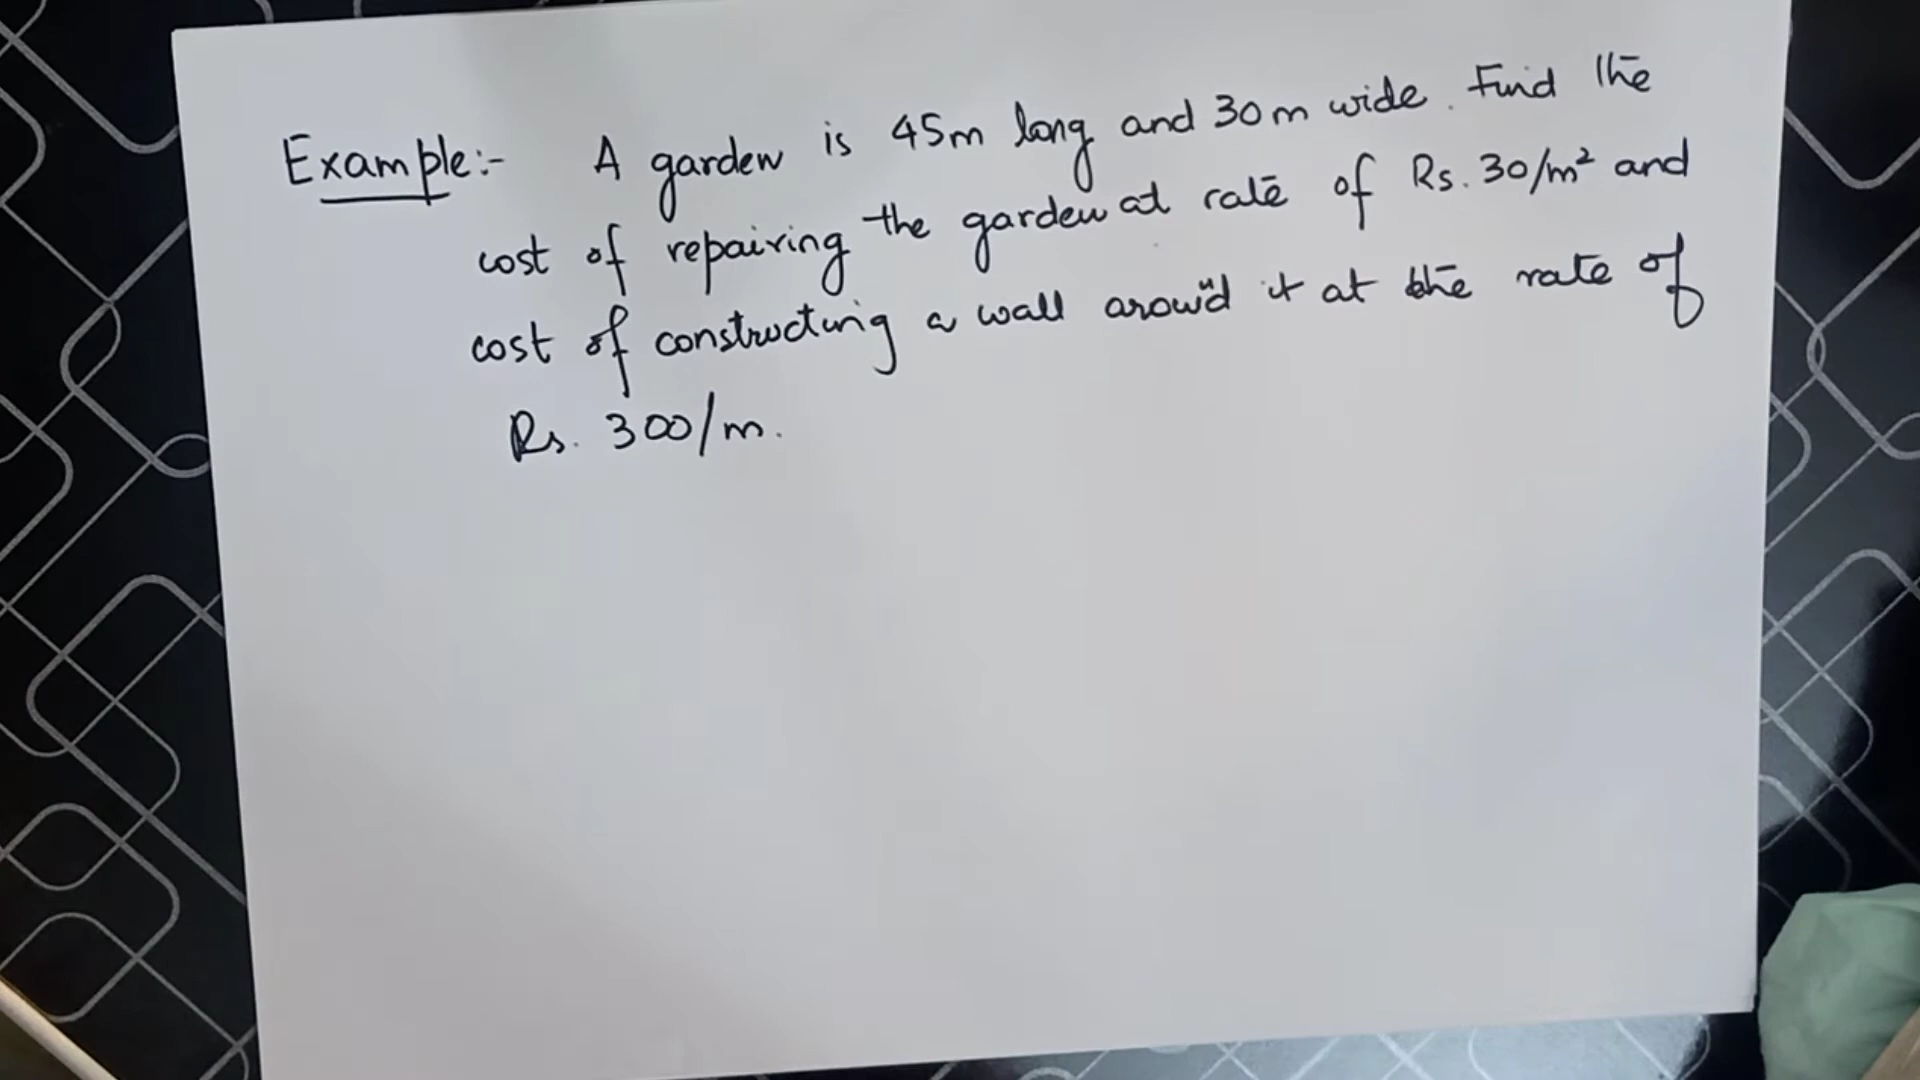 Example:- A garden is 45m long and 30m wide. Find the
cost of repairing the garden at rate of Rs. 30/m² and
cost of constructing a wall around it at the rate of
Rs. 300/m.